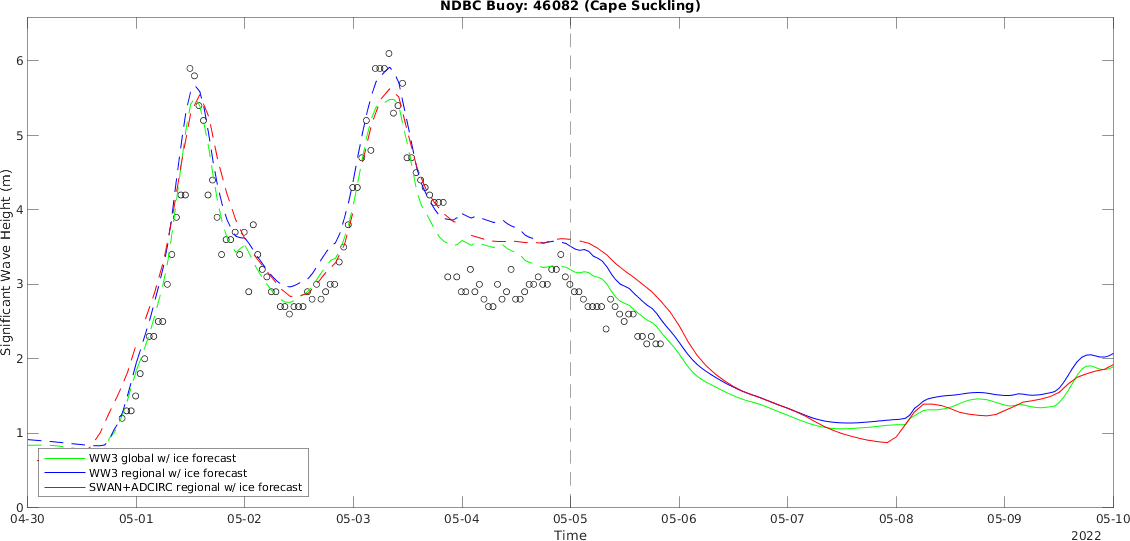 NDBC Buoy: 46082 (Cape Suckling)
Significant Wave Height (m)
6
5
4
3
2
1
0
WW3 global w/ ice forecast
WW3 regional w/ ice forecast
SWAN+ADCIRC regional w/ ice forecast
04-30 05-01 05-02 05-03 05-04 05-05 05-06 05-07 05-08 05-09 05-10
Time
2022